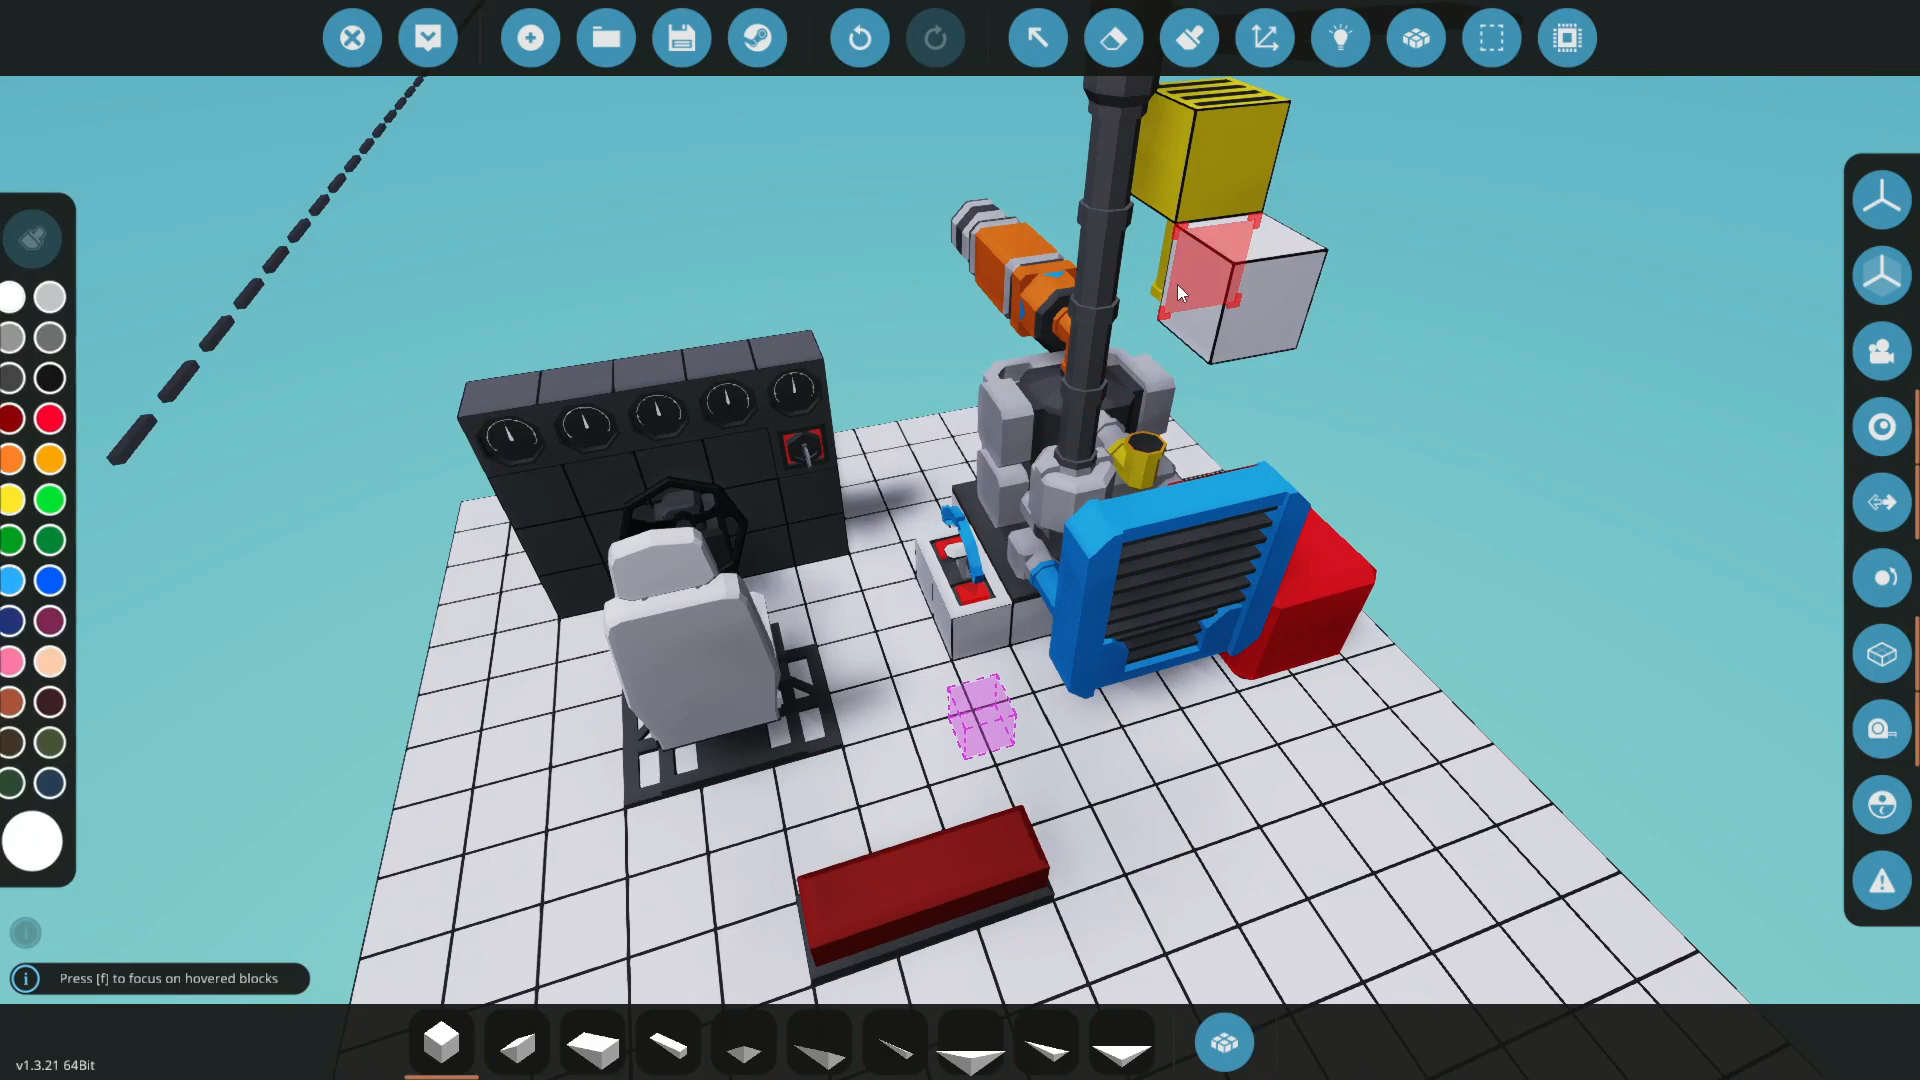 Press [f] to focus on hovered blocks
v1.3.21 64Bit